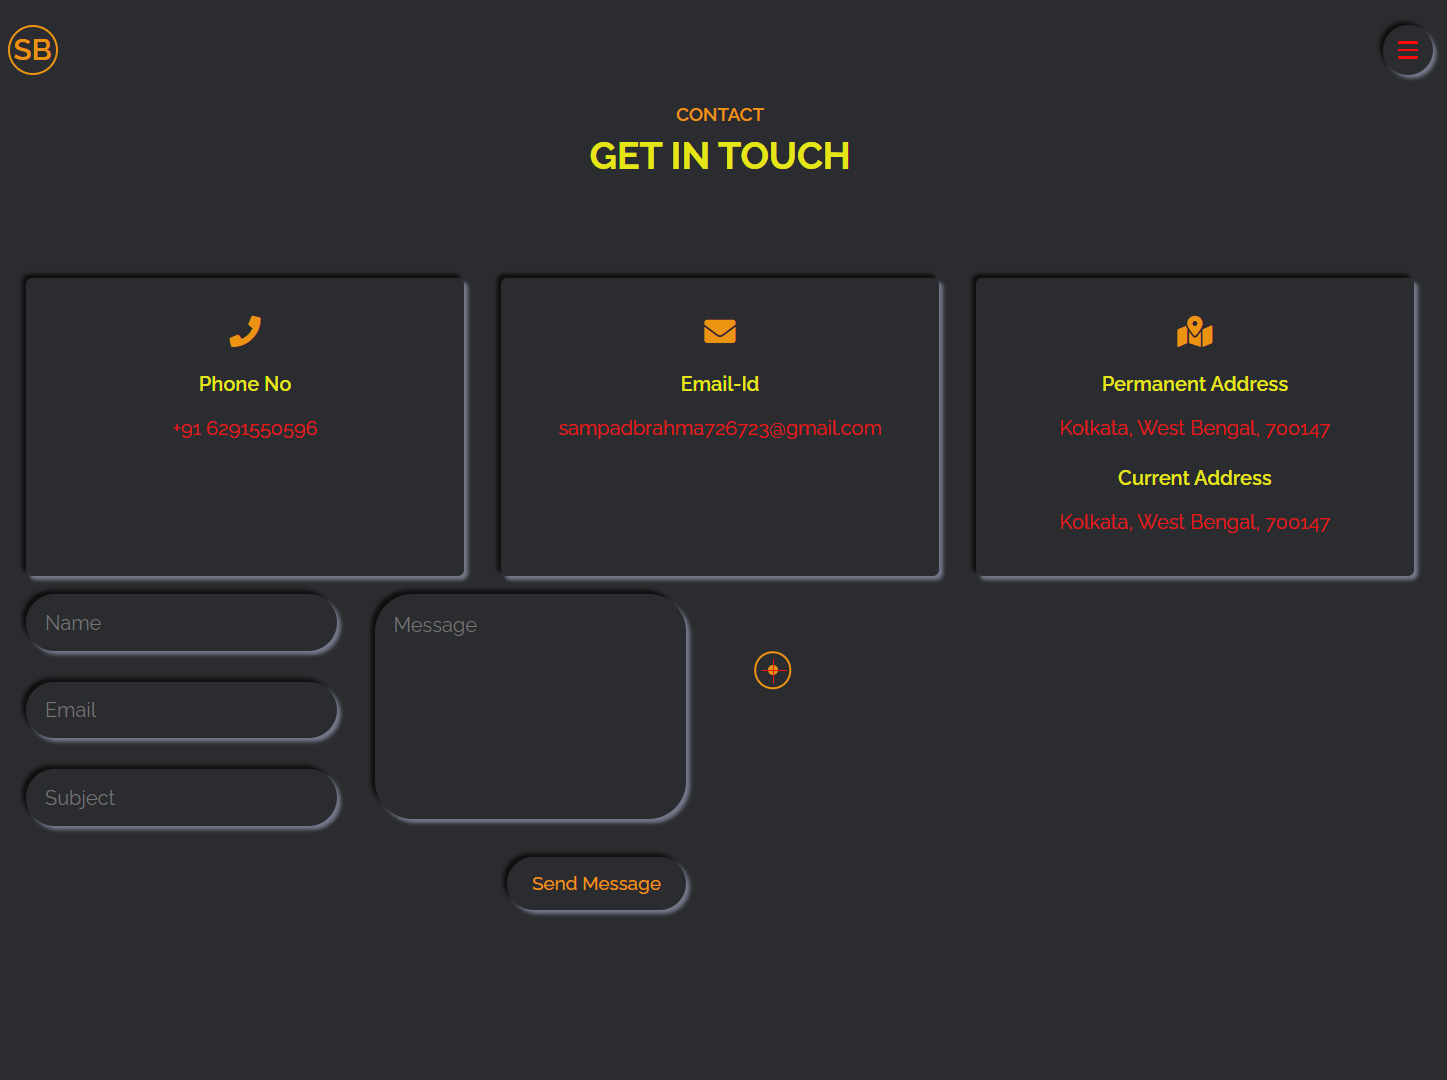 SB
CONTACT
GET IN TOUCH
Phone No
+91 6291550596
Email-Id
sampadbrahma726723@gmail.com
Permanent Address
Kolkata, West Bengal, 700147
Current Address
Kolkata, West Bengal, 700147
Name
Email
Subject
Message
Send Message